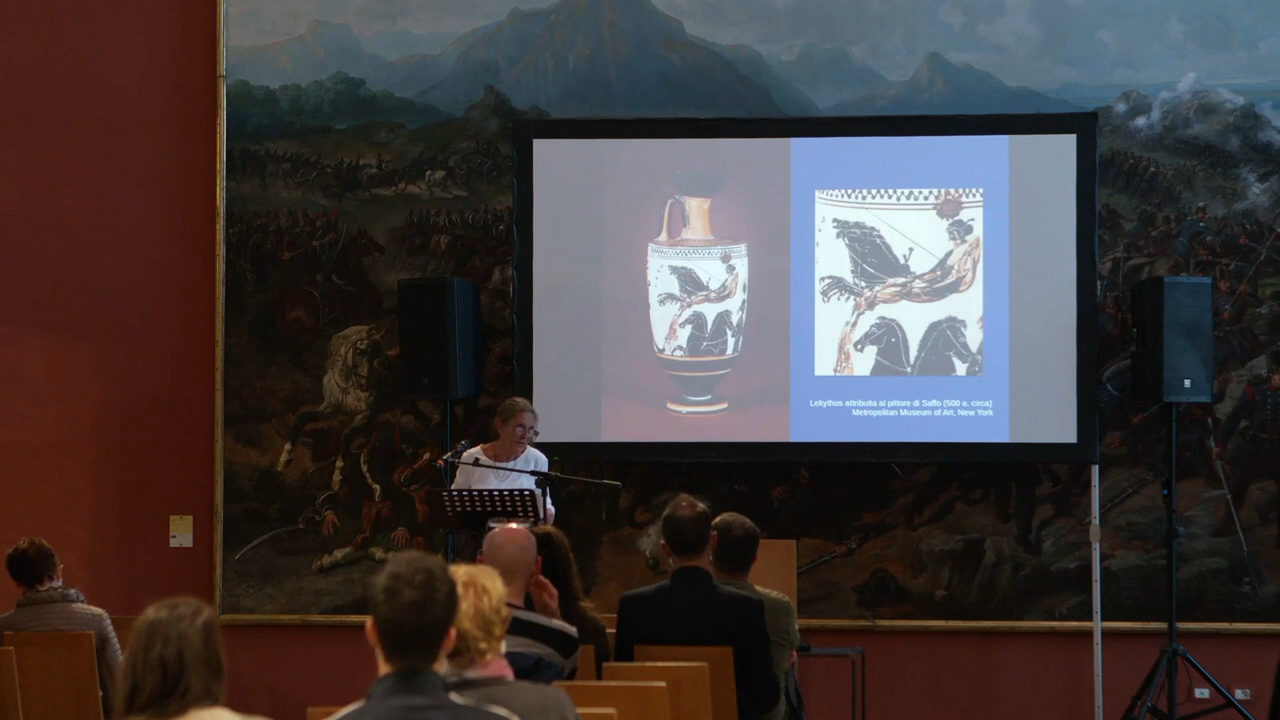 Lekythos attribuita al pittore di Saffo (500 a. circa)
Metropolitan Museum of Art, New York